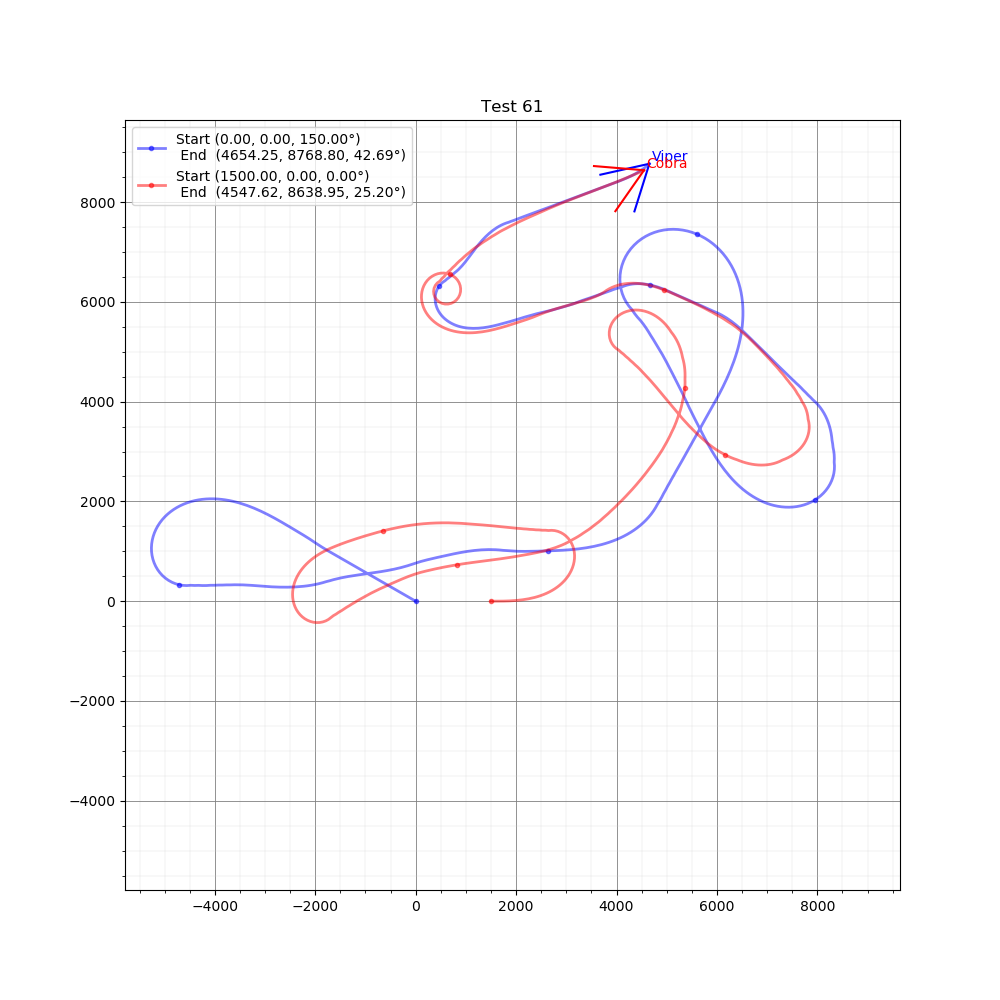 Test 61
Start (0.00, 0.00, 150.00°)
End (4654.25, 8768.80, 42.69°)
Start (1500.00, 0.00, 0.00°)
End (4547.62, 8638.95, 25.20°)
Viper
Cobra
8000
6000
4000
2000
0
−2000
−4000
−4000
−2000
0
2000
4000
6000
8000